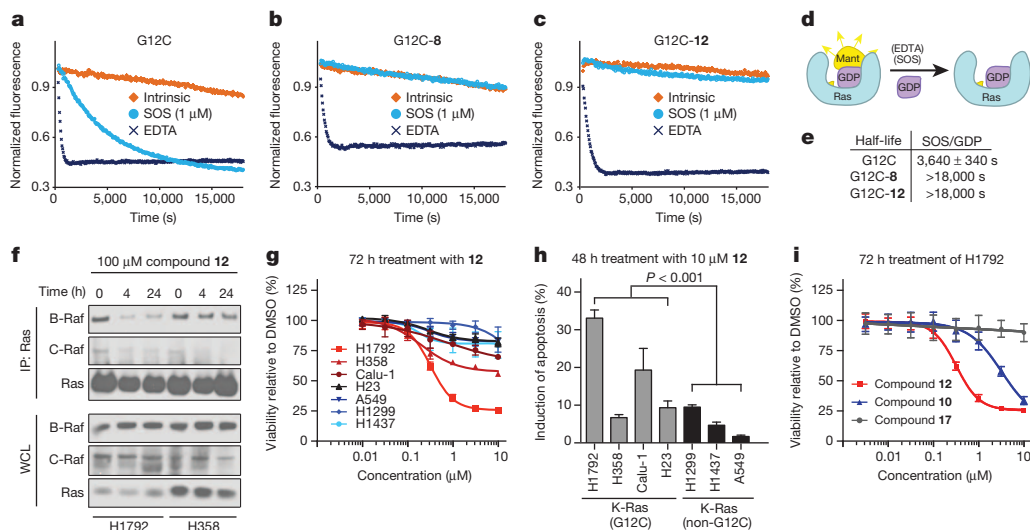 a
G12C
Normalized fluorescence
0.9
0.6
0.3
Intrinsic
SOS (1 μM)
EDTA
0
5,000
10,000
15,000
Time (s)
b
G12C-8
Normalized fluorescence
0.9
0.6
0.3
Intrinsic
SOS (1 μM)
EDTA
0
5,000
10,000
15,000
Time (s)
c
G12C-12
Normalized fluorescence
0.9
0.6
0.3
Intrinsic
SOS (1 μM)
EDTA
0
5,000
10,000
15,000
Time (s)
d
Mant
GDP
Ras
(EDTA)
(SOS)
GDP
GDP
Ras
e
Half-life SOS/GDP
G12C 3,640 ± 340 s
G12C-8 >18,000 s
G12C-12 >18,000 s
f
100 μM compound 12
Time (h) 0 4 24 0 4 24
IP: Ras
B-Raf
C-Raf
Ras
WCL
B-Raf
C-Raf
Ras
H1792 H358
g
72 h treatment with 12
Viability relative to DMSO (%)
100
75
50
25
0
H1792
H358
Calu-1
H23
A549
H1299
H1437
0.01 0.1 1 10
Concentration (μM)
h
48 h treatment with 10 μM 12
P < 0.001
Induction of apoptosis (%)
40
30
20
10
0
H1792
H358
Calu-1
H23
H1299
H1437
A549
K-Ras
(G12C)
K-Ras
(non-G12C)
i
72 h treatment of H1792
Viability relative to DMSO (%)
100
75
50
25
0
Compound 12
Compound 10
Compound 17
0.01 0.1 1 10
Concentration (μM)